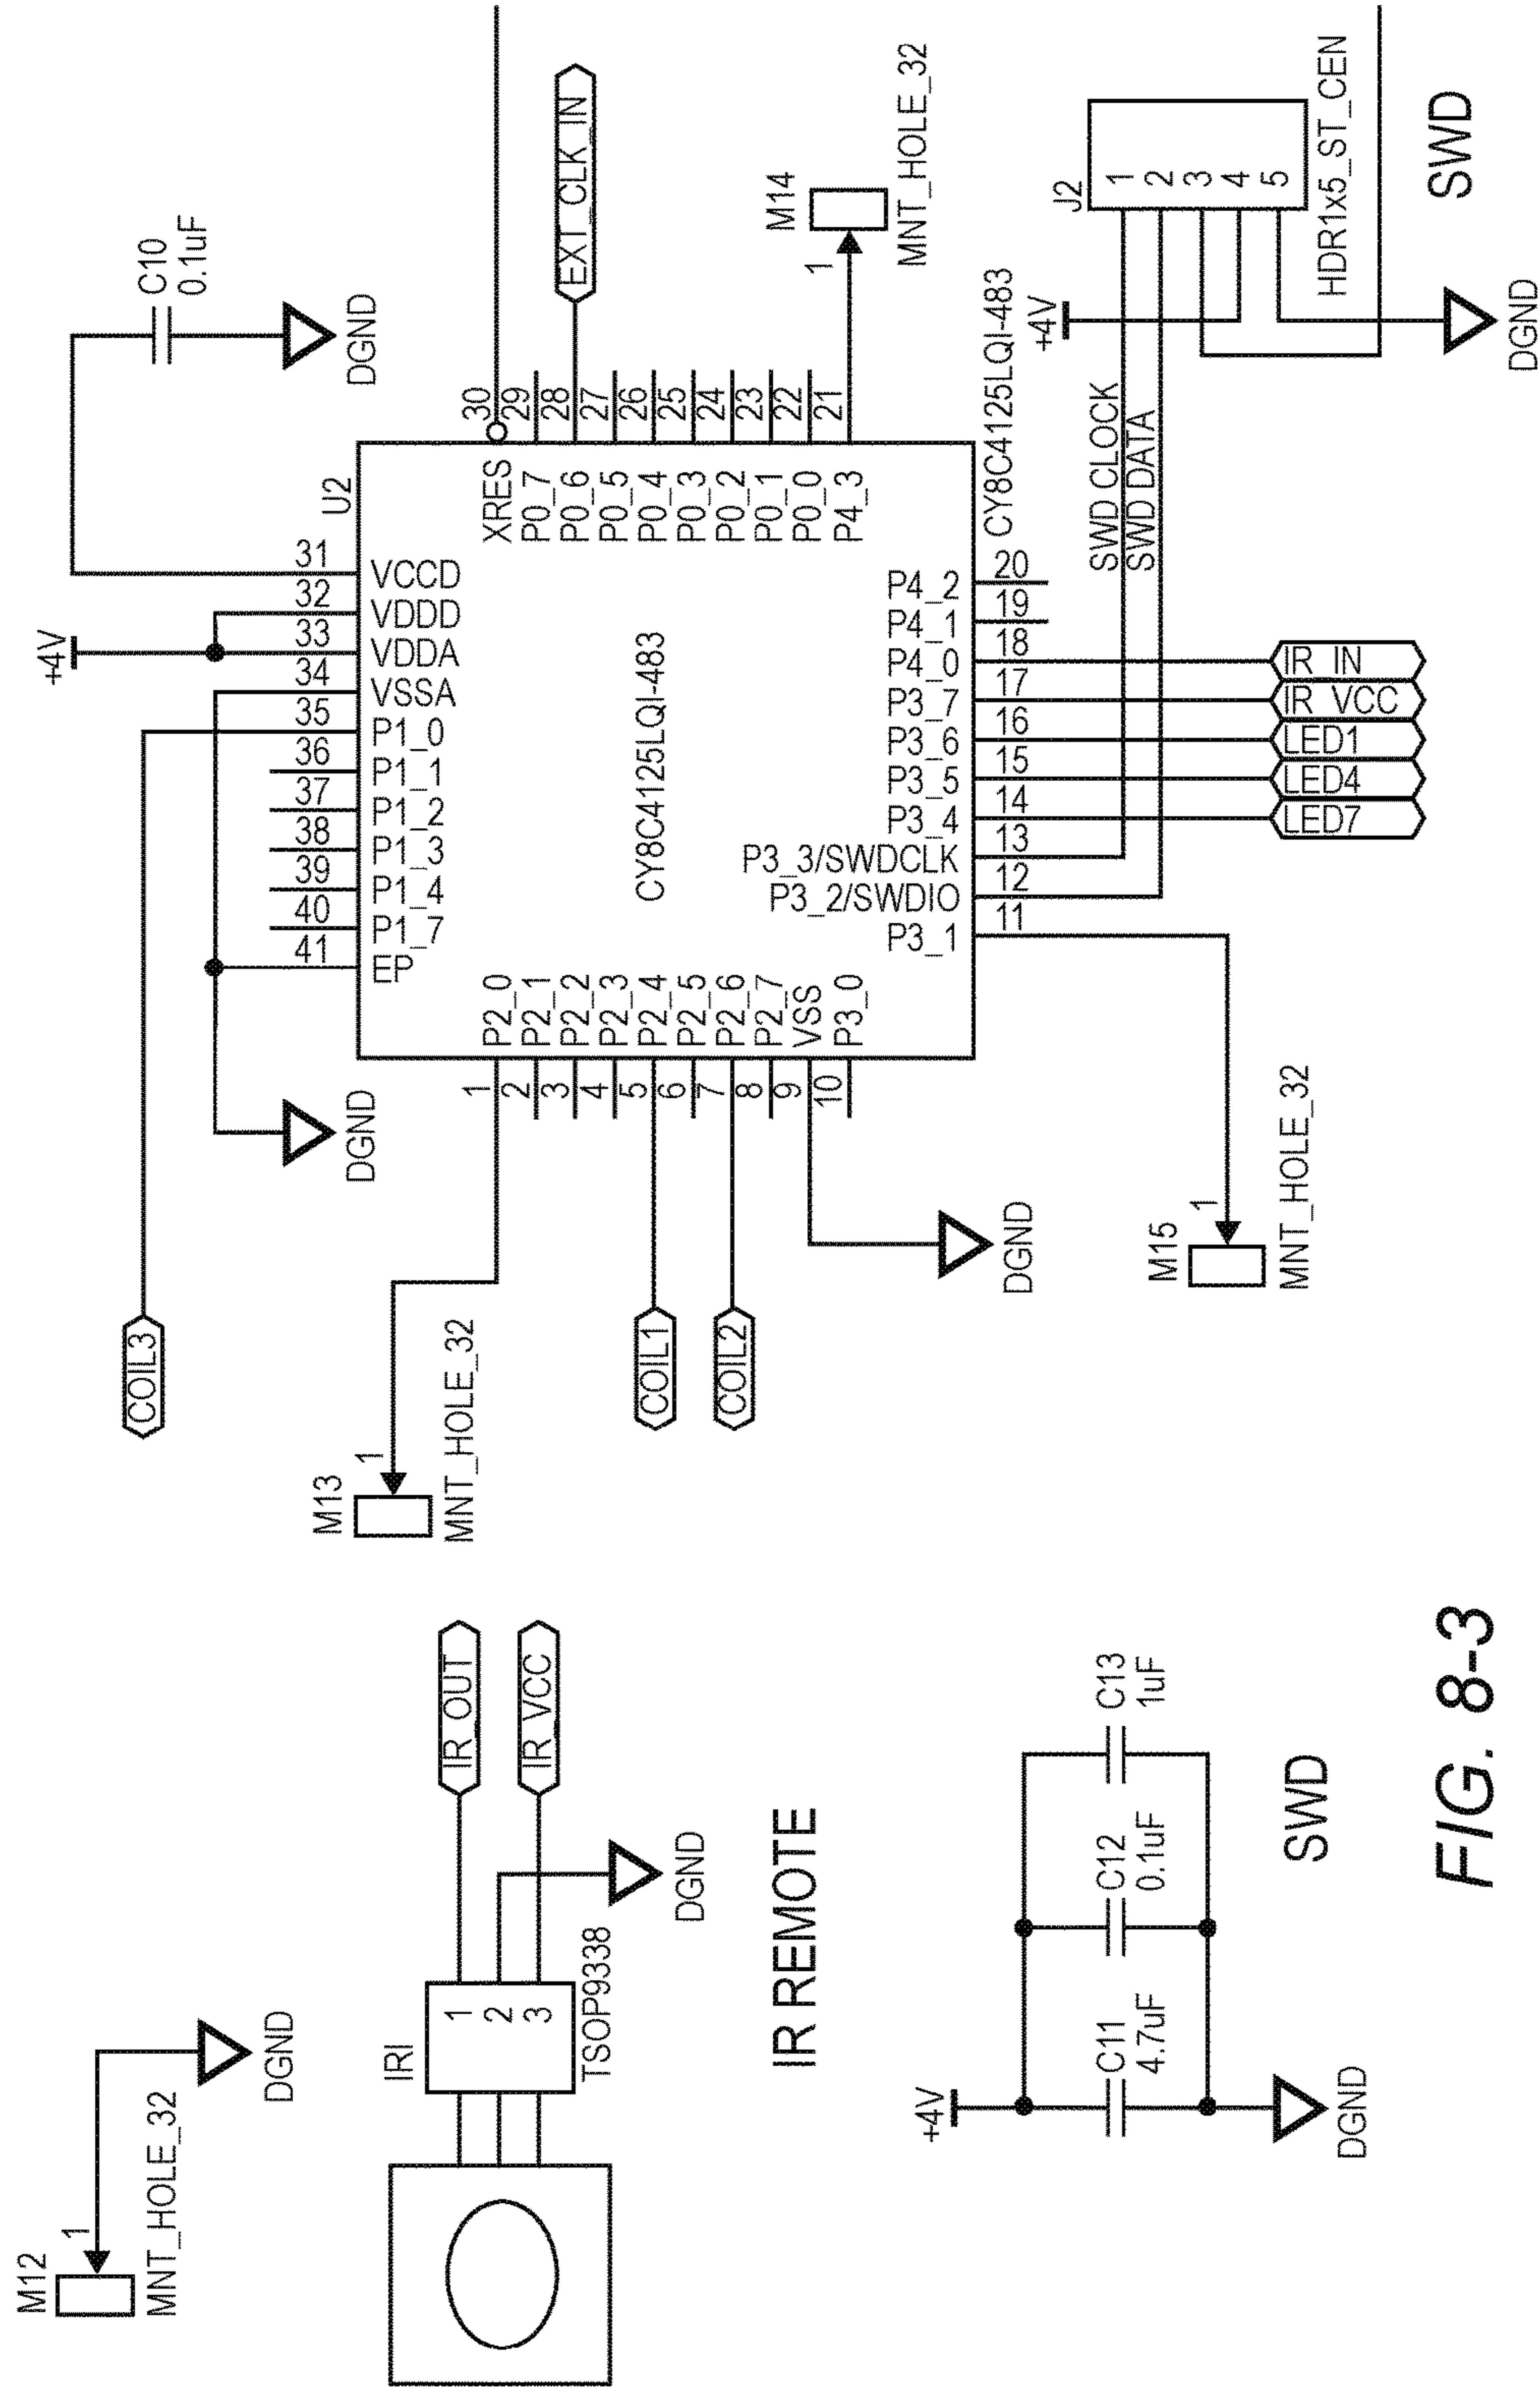 C10
0.1uF
DGND
+4V
U2
31
32
33
34
35
36
37
38
39
40
41
VCCD
VDDD
VDDA
VSSA
P1_0
P1_1
P1_2
P1_3
P1_4
P1_7
EP
DGND
COIL3
30
29
28
27
26
25
24
23
22
21
XRES
P0_7
P0_6
P0_5
P0_4
P0_3
P0_2
P0_1
P0_0
P4_3
EXT_CLK_IN
M14
1
MNT_HOLE_32
CY8C4125LQI-483
CY8C4125LQI-483
P2_0
P2_1
P2_2
P2_3
P2_4
P2_5
P2_6
P2_7
VSS
P3_0
1
2
3
4
5
6
7
8
9
10
M13
1
MNT_HOLE_32
COIL1
COIL2
DGND
P4_2
P4_1
P4_0
P3_7
P3_6
P3_5
P3_4
P3_3/SWDCLK
P3_2/SWDIO
P3_1
20
19
18
17
16
15
14
13
12
11
IR_IN
IR_VCC
LED1
LED4
LED7
SWD CLOCK
SWD DATA
+4V
J2
1
2
3
4
5
HDR1x5_ST_CEN
DGND
SWD
M15
1
MNT_HOLE_32
M12
1
MNT_HOLE_32
DGND
IRI
1
2
3
TSOP9338
IR_OUT
IR_VCC
DGND
IR REMOTE
+4V
C11
4.7uF
C12
0.1uF
C13
1uF
DGND
SWD
FIG. 8-3